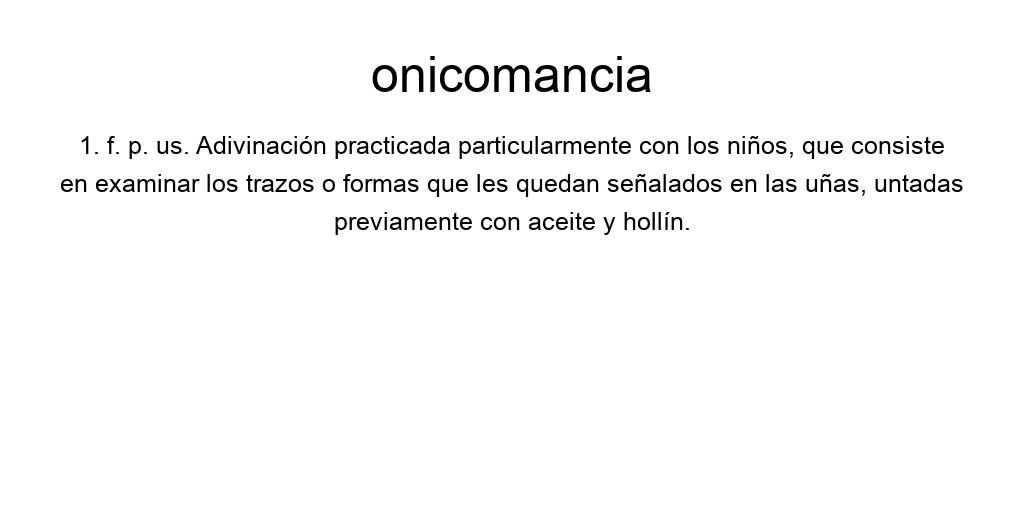 onicomancia
1. f. p. us. Adivinación practicada particularmente con los niños, que consiste
en examinar los trazos o formas que les quedan señalados en las uñas, untadas
previamente con aceite y hollín.